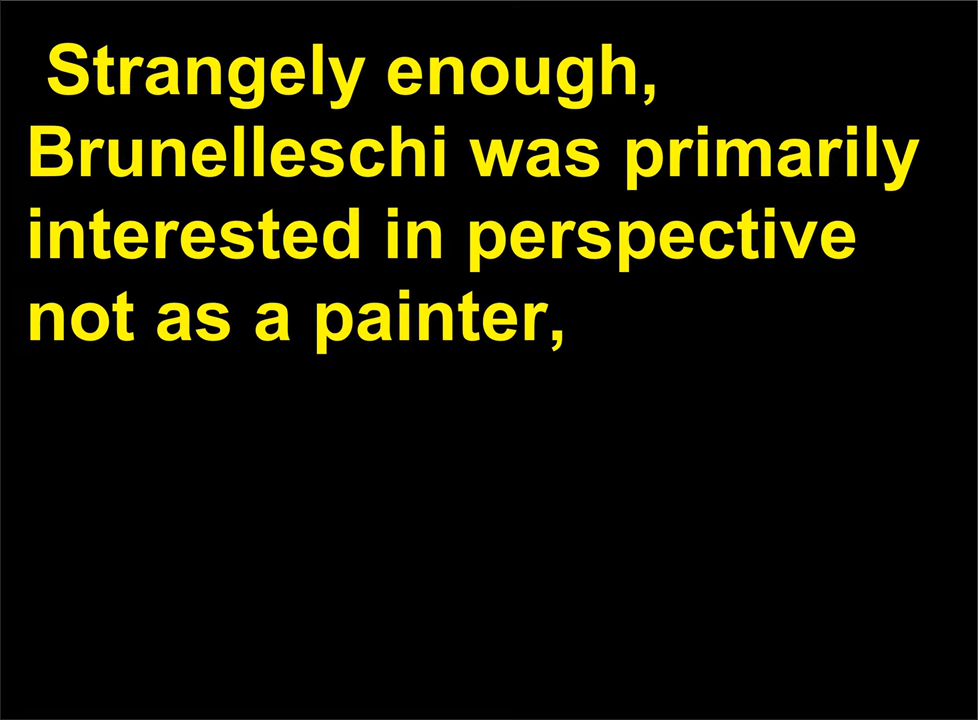 Strangely enough,
Brunelleschi was primarily
interested in perspective
not as a painter,